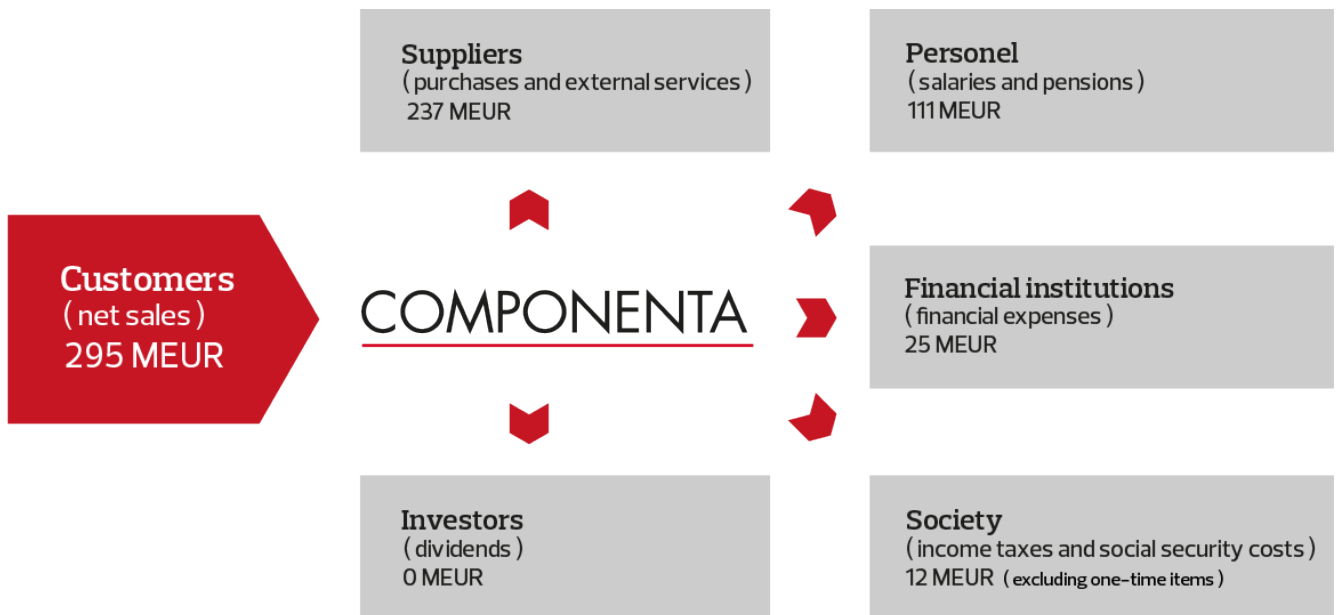 Suppliers
( purchases and external services )
237 MEUR
Personel
( salaries and pensions )
111 MEUR
Customers
( net sales )
295 MEUR
COMPONENTA
Financial institutions
( financial expenses )
25 MEUR
Investors
( dividends )
0 MEUR
Society
( income taxes and social security costs )
12 MEUR ( excluding one-time items )